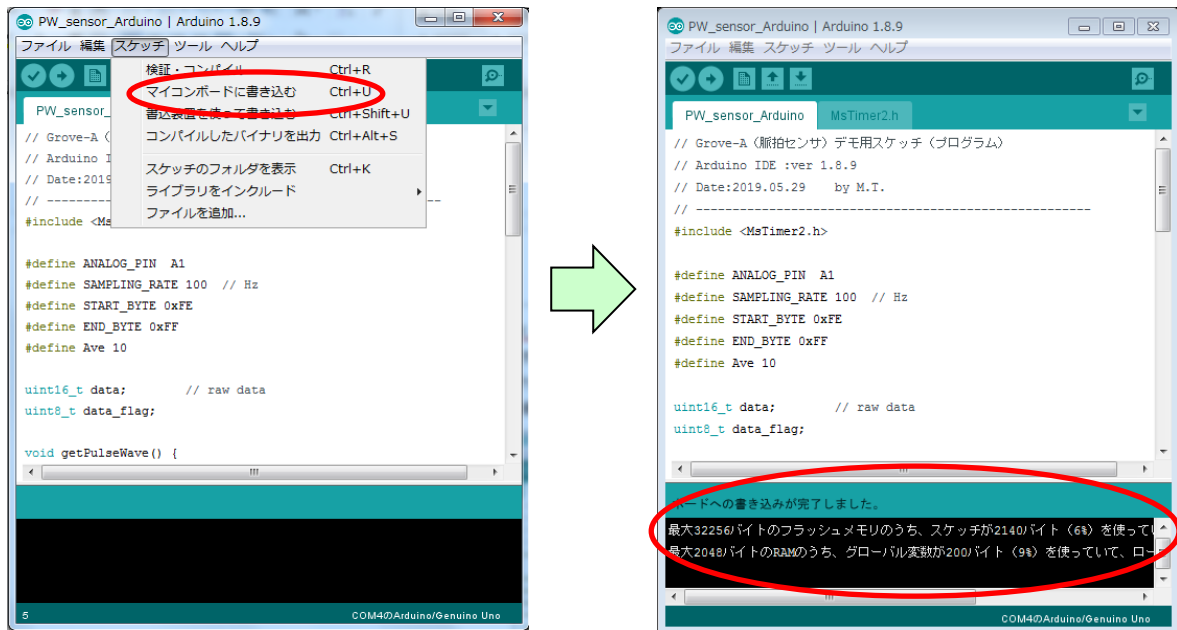 PW_sensor_Arduino | Arduino 1.8.9
ファイル 編集 スケッチ ツール ヘルプ
検証・コンパイル Ctrl+R
マイコンボードに書き込む Ctrl+U
書込装置を使って書き込む Ctrl+Shift+U
コンパイルしたバイナリを出力 Ctrl+Alt+S
スケッチのフォルダを表示 Ctrl+K
ライブラリをインクルード
ファイルを追加...
PW_sensor_
// Grove-A（
// Arduino I
// Date:2019
// -------
#include <Ms
#define ANALOG_PIN  A1
#define SAMPLING_RATE 100  // Hz
#define START_BYTE 0xFE
#define END_BYTE 0xFF
#define Ave 10
uint16_t data;        // raw data
uint8_t data_flag;
void getPulseWave() {
5
COM4のArduino/Genuino Uno
PW_sensor_Arduino | Arduino 1.8.9
ファイル 編集 スケッチ ツール ヘルプ
PW_sensor_Arduino MsTimer2.h
// Grove-A（脈拍センサ）デモ用スケッチ（プログラム）
// Arduino IDE :ver 1.8.9
// Date:2019.05.29    by M.T.
// ------------------------------------------------------
#include <MsTimer2.h>
#define ANALOG_PIN  A1
#define SAMPLING_RATE 100  // Hz
#define START_BYTE 0xFE
#define END_BYTE 0xFF
#define Ave 10
uint16_t data;        // raw data
uint8_t data_flag;
ボードへの書き込みが完了しました。
最大32256バイトのフラッシュメモリのうち、スケッチが2140バイト（6%）を使ってい
最大2048バイトのRAMのうち、グローバル変数が200バイト（9%）を使っていて、ロー
COM4のArduino/Genuino Uno